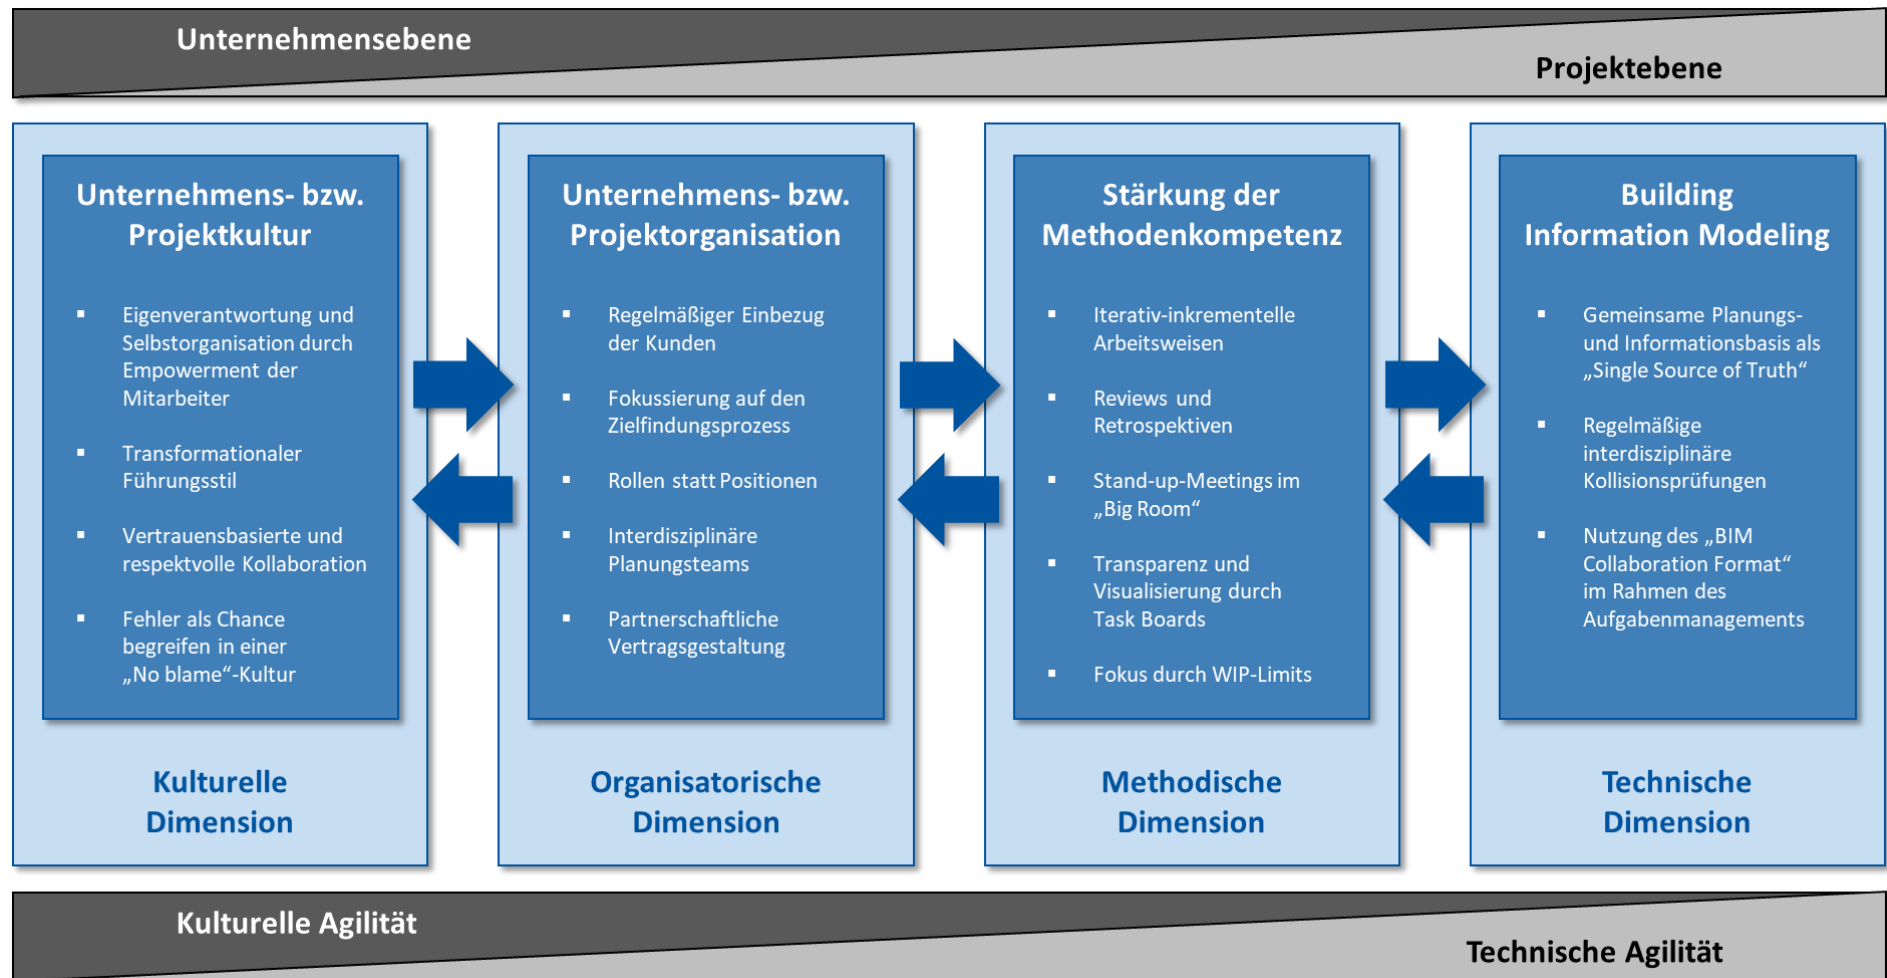 Unternehmensebene
Projektebene
Unternehmens- bzw.
Projektkultur
▪ Eigenverantwortung und
Selbstorganisation durch
Empowerment der
Mitarbeiter
▪ Transformationaler
Führungsstil
▪ Vertrauensbasierte und
respektvolle Kollaboration
▪ Fehler als Chance
begreifen in einer
„No blame“-Kultur
Kulturelle
Dimension
Unternehmens- bzw.
Projektorganisation
▪ Regelmäßiger Einbezug
der Kunden
▪ Fokussierung auf den
Zielfindungsprozess
▪ Rollen statt Positionen
▪ Interdisziplinäre
Planungsteams
▪ Partnerschaftliche
Vertragsgestaltung
Organisatorische
Dimension
Stärkung der
Methodenkompetenz
▪ Iterativ-inkrementelle
Arbeitsweisen
▪ Reviews und
Retrospektiven
▪ Stand-up-Meetings im
„Big Room“
▪ Transparenz und
Visualisierung durch
Task Boards
▪ Fokus durch WIP-Limits
Methodische
Dimension
Building
Information Modeling
▪ Gemeinsame Planungs-
und Informationsbasis als
„Single Source of Truth“
▪ Regelmäßige
interdisziplinäre
Kollisionsprüfungen
▪ Nutzung des „BIM
Collaboration Format“
im Rahmen des
Aufgabenmanagements
Technische
Dimension
Kulturelle Agilität
Technische Agilität